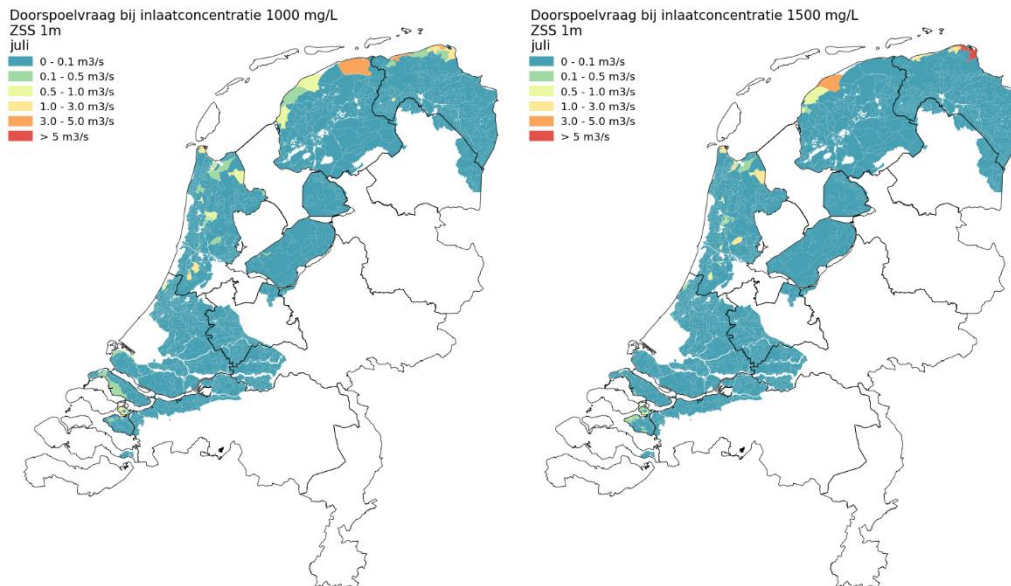 Doorspoelvraag bij inlaatconcentratie 1000 mg/L
ZSS 1m
juli
0 - 0.1 m3/s
0.1 - 0.5 m3/s
0.5 - 1.0 m3/s
1.0 - 3.0 m3/s
3.0 - 5.0 m3/s
> 5 m3/s
Doorspoelvraag bij inlaatconcentratie 1500 mg/L
ZSS 1m
juli
0 - 0.1 m3/s
0.1 - 0.5 m3/s
0.5 - 1.0 m3/s
1.0 - 3.0 m3/s
3.0 - 5.0 m3/s
> 5 m3/s